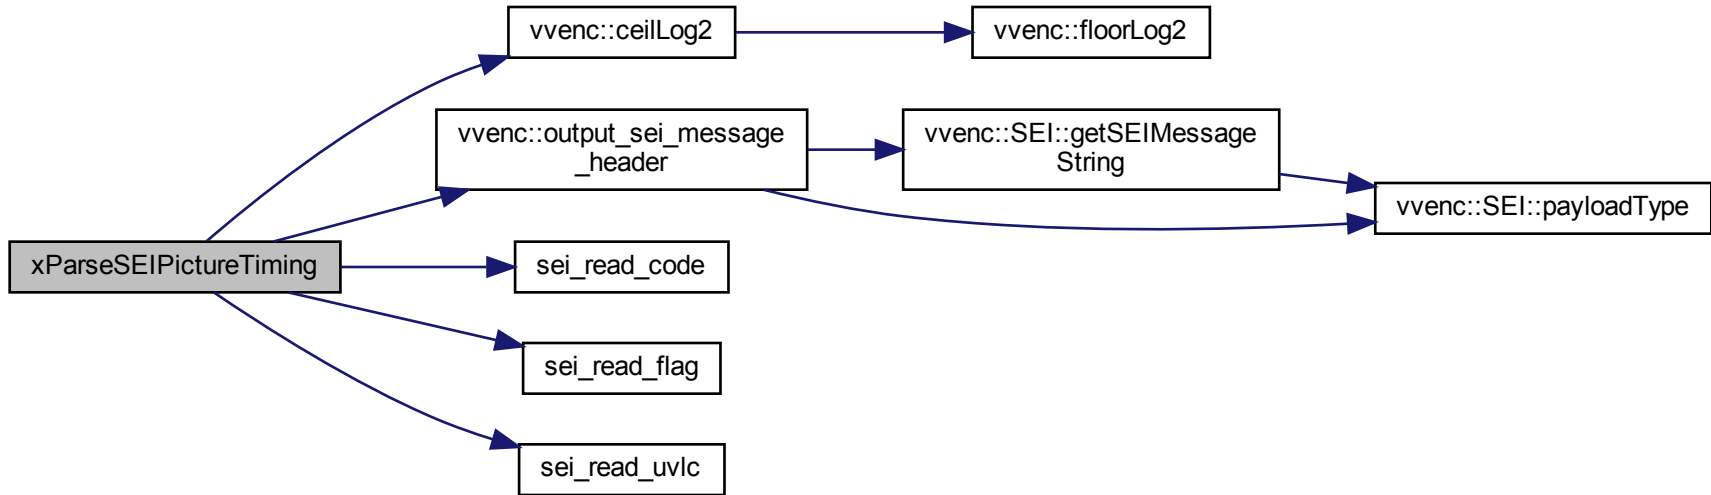 vvenc::ceilLog2
vvenc::floorLog2
vvenc::output_sei_message
_header
vvenc::SEI::getSEIMessage
String
vvenc::SEI::payloadType
xParseSEIPictureTiming
sei_read_code
sei_read_flag
sei_read_uvlc